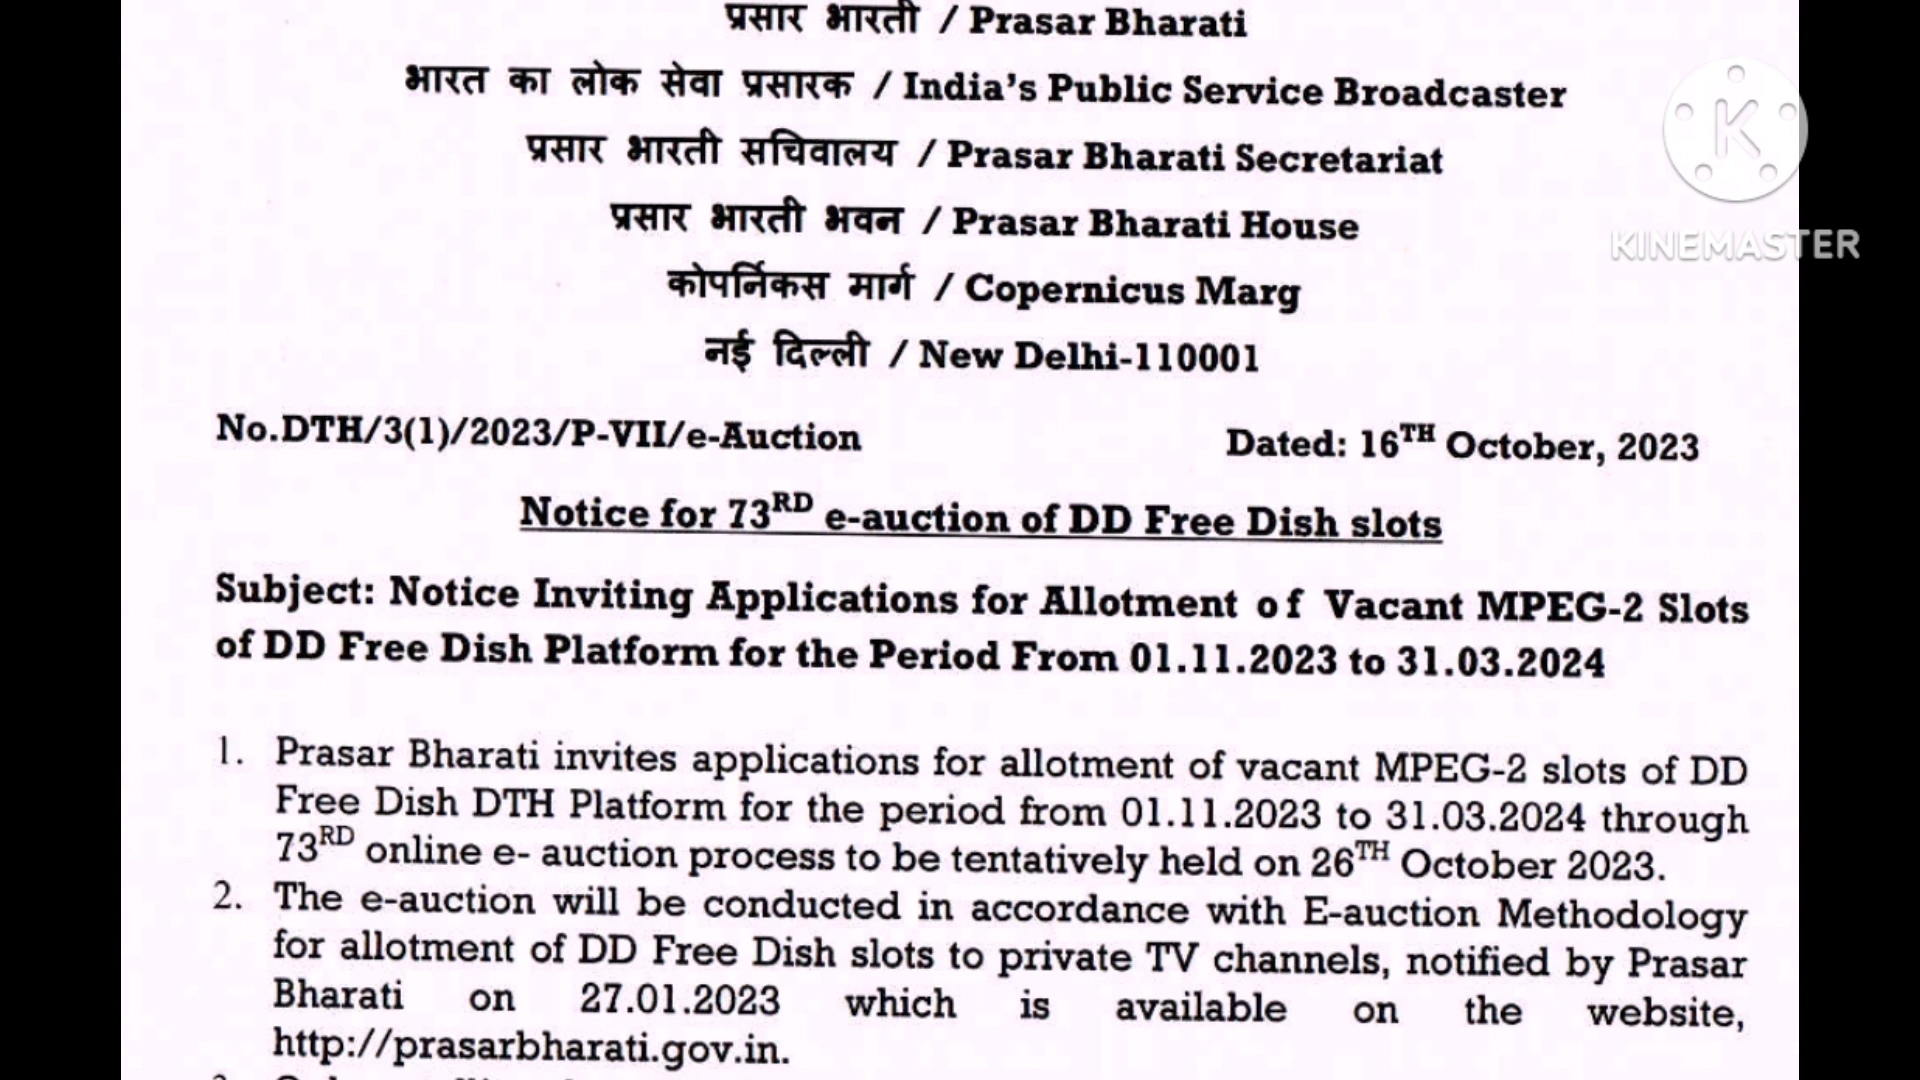 प्रसार भारती / Prasar Bharati
भारत का लोक सेवा प्रसारक / India's Public Service Broadcaster
प्रसार भारती सचिवालय / Prasar Bharati Secretariat
प्रसार भारती भवन / Prasar Bharati House
कोपर्निकस मार्ग / Copernicus Marg
नई दिल्ली / New Delhi-110001
K
KINEMASTER
No.DTH/3(1)/2023/P-VII/e-Auction Dated: 16TH October, 2023
Notice for 73RD e-auction of DD Free Dish slots
Subject: Notice Inviting Applications for Allotment of Vacant MPEG-2 Slots
of DD Free Dish Platform for the Period From 01.11.2023 to 31.03.2024
1. Prasar Bharati invites applications for allotment of vacant MPEG-2 slots of DD
Free Dish DTH Platform for the period from 01.11.2023 to 31.03.2024 through
73RD online e- auction process to be tentatively held on 26TH October 2023.
2. The e-auction will be conducted in accordance with E-auction Methodology
for allotment of DD Free Dish slots to private TV channels, notified by Prasar
Bharati on 27.01.2023 which is available on the website,
http://prasarbharati.gov.in.